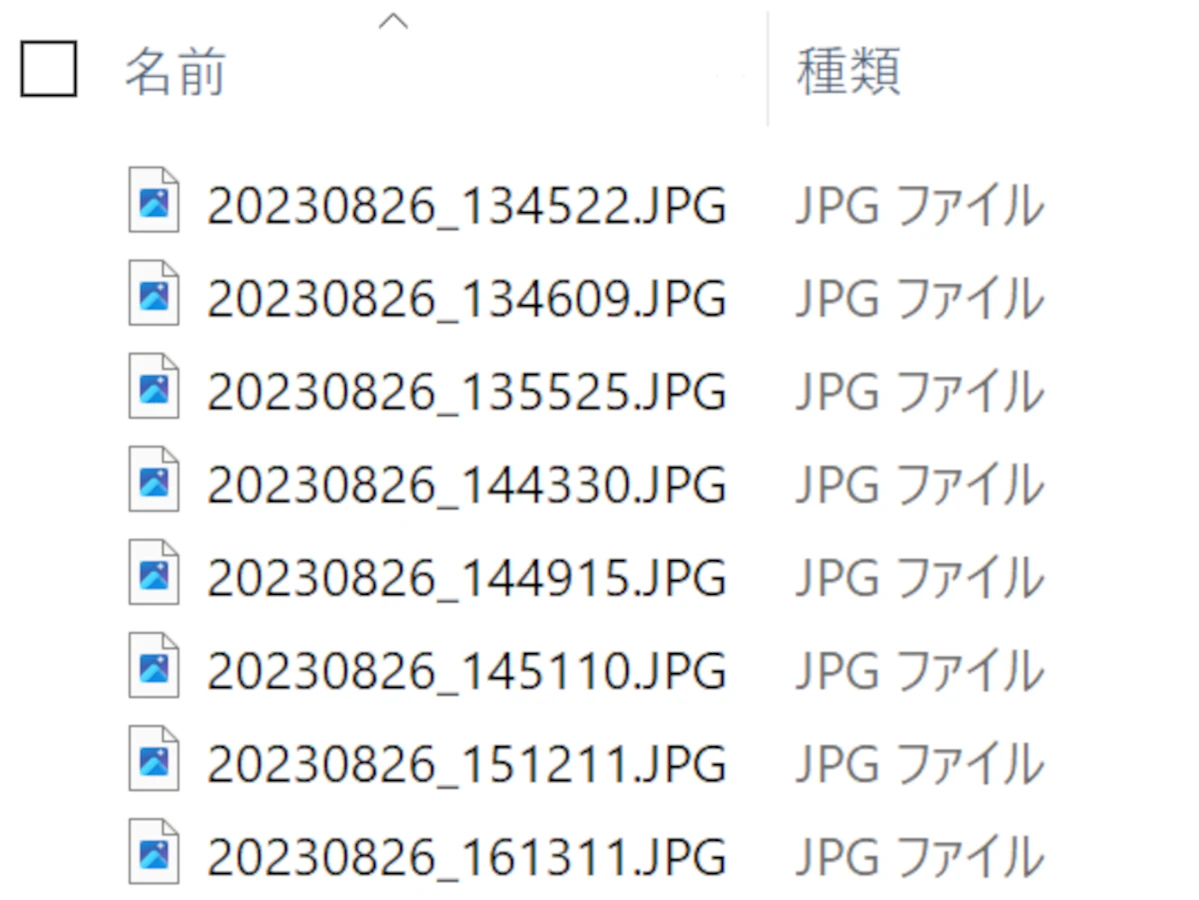 名前 種類
20230826_134522.JPG JPG ファイル
20230826_134609.JPG JPG ファイル
20230826_135525.JPG JPG ファイル
20230826_144330.JPG JPG ファイル
20230826_144915.JPG JPG ファイル
20230826_145110.JPG JPG ファイル
20230826_151211.JPG JPG ファイル
20230826_161311.JPG JPG ファイル